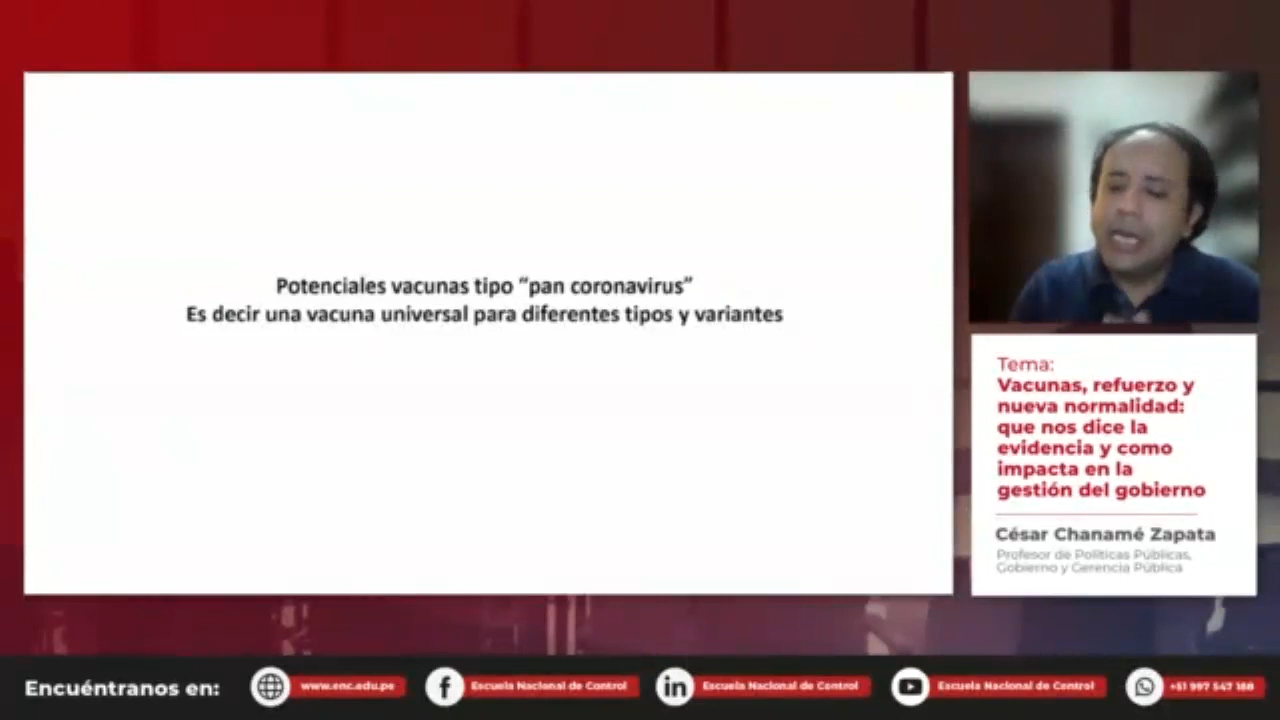 Potenciales vacunas tipo “pan coronavirus”
Es decir una vacuna universal para diferentes tipos y variantes
Tema:
Vacunas, refuerzo y
nueva normalidad:
que nos dice la
evidencia y como
impacta en la
gestión del gobierno
César Chanamé Zapata
Profesor de Políticas Públicas,
Gobierno y Gerencia Pública
Encuéntranos en:
www.enc.edu.pe
Escuela Nacional de Control
Escuela Nacional de Control
Escuela Nacional de Control
+51 997 547 188